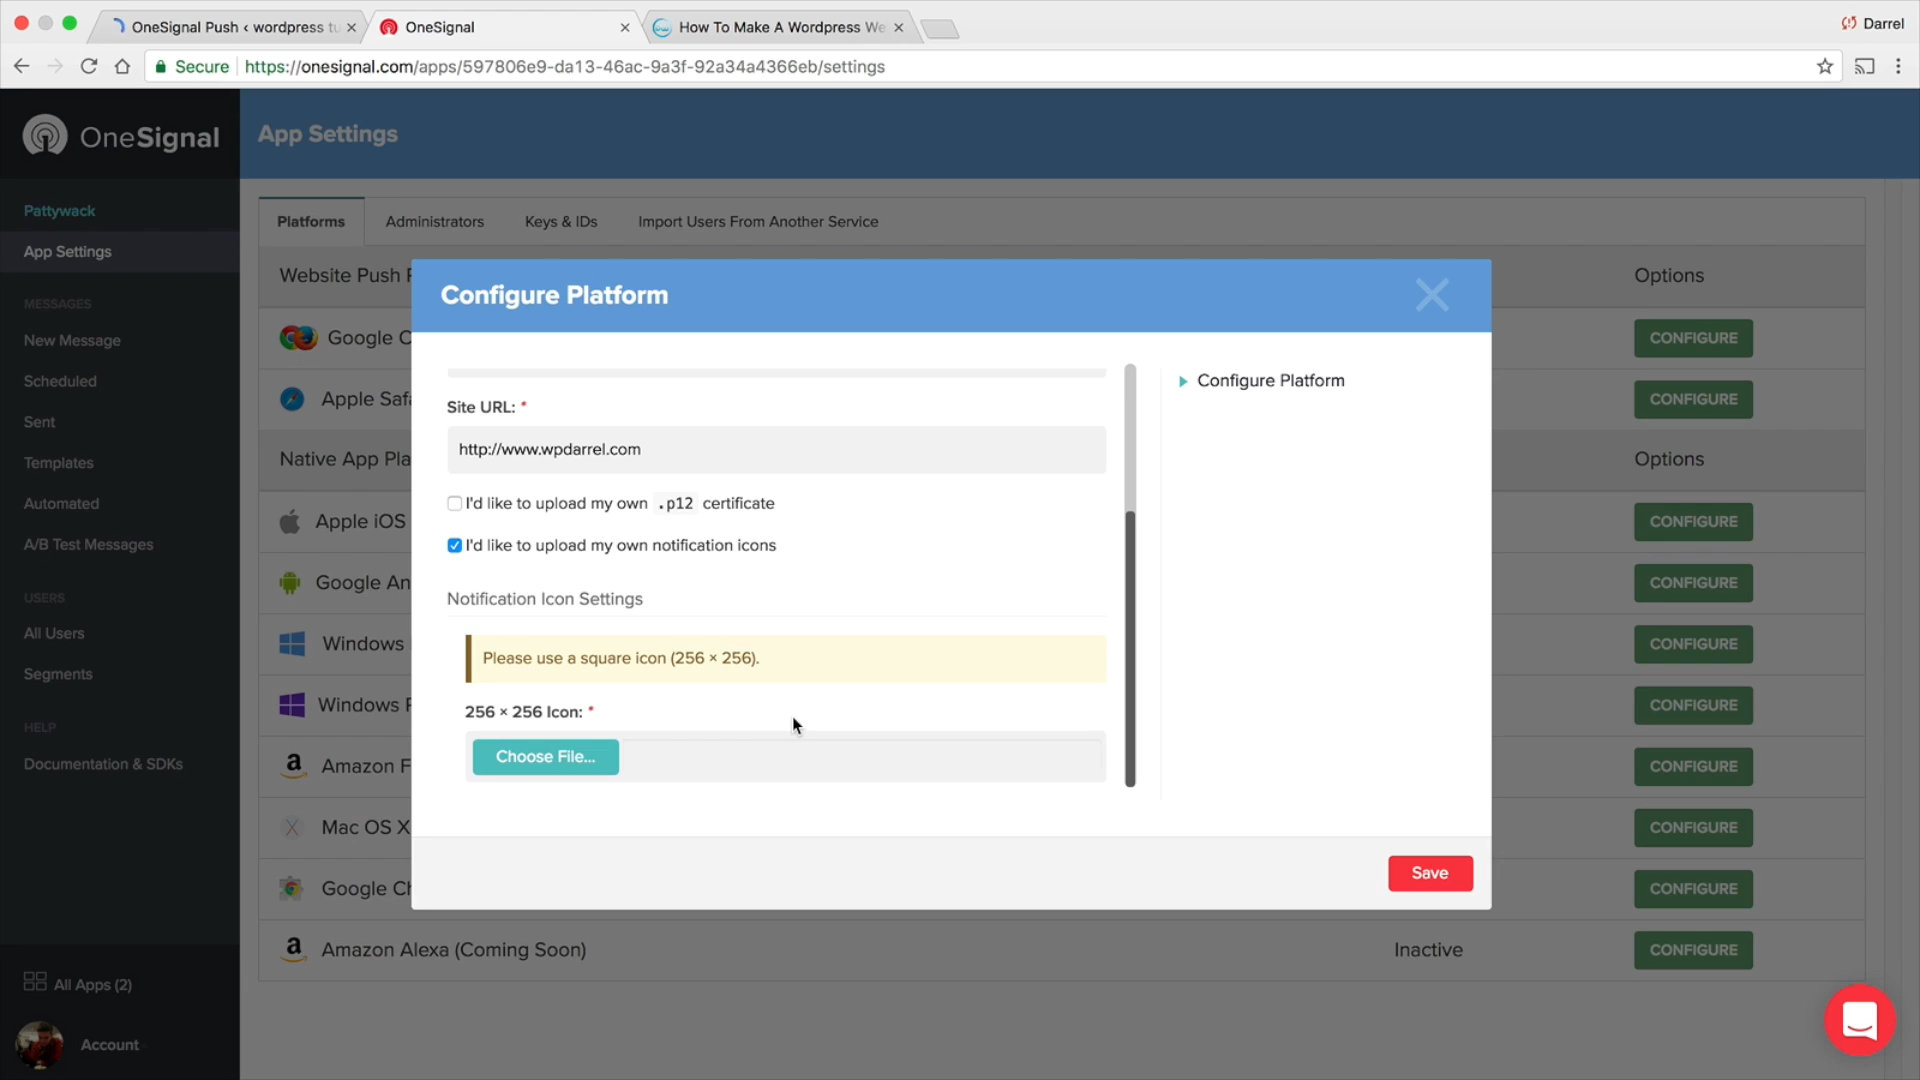 OneSignal Push ‹ wordpress tu
OneSignal
How To Make A Wordpress We
Darrel
Secure
https://onesignal.com/apps/597806e9-da13-46ac-9a3f-92a34a4366eb/settings
OneSignal
App Settings
Pattywack
App Settings
MESSAGES
New Message
Scheduled
Sent
Templates
Automated
A/B Test Messages
USERS
All Users
Segments
HELP
Documentation & SDKs
All Apps (2)
Account
Platforms
Administrators
Keys & IDs
Import Users From Another Service
Website Push P
Options
Google C
CONFIGURE
Apple Safa
CONFIGURE
Native App Pla
Options
Apple iOS
CONFIGURE
Google An
CONFIGURE
Windows
CONFIGURE
Windows P
CONFIGURE
Amazon F
CONFIGURE
Mac OS X
CONFIGURE
Google Ch
CONFIGURE
Amazon Alexa (Coming Soon)
Inactive
CONFIGURE
Configure Platform
Site URL: *
http://www.wpdarrel.com
I'd like to upload my own .p12 certificate
I'd like to upload my own notification icons
Notification Icon Settings
Please use a square icon (256 × 256).
256 × 256 Icon: *
Choose File...
Configure Platform
Save